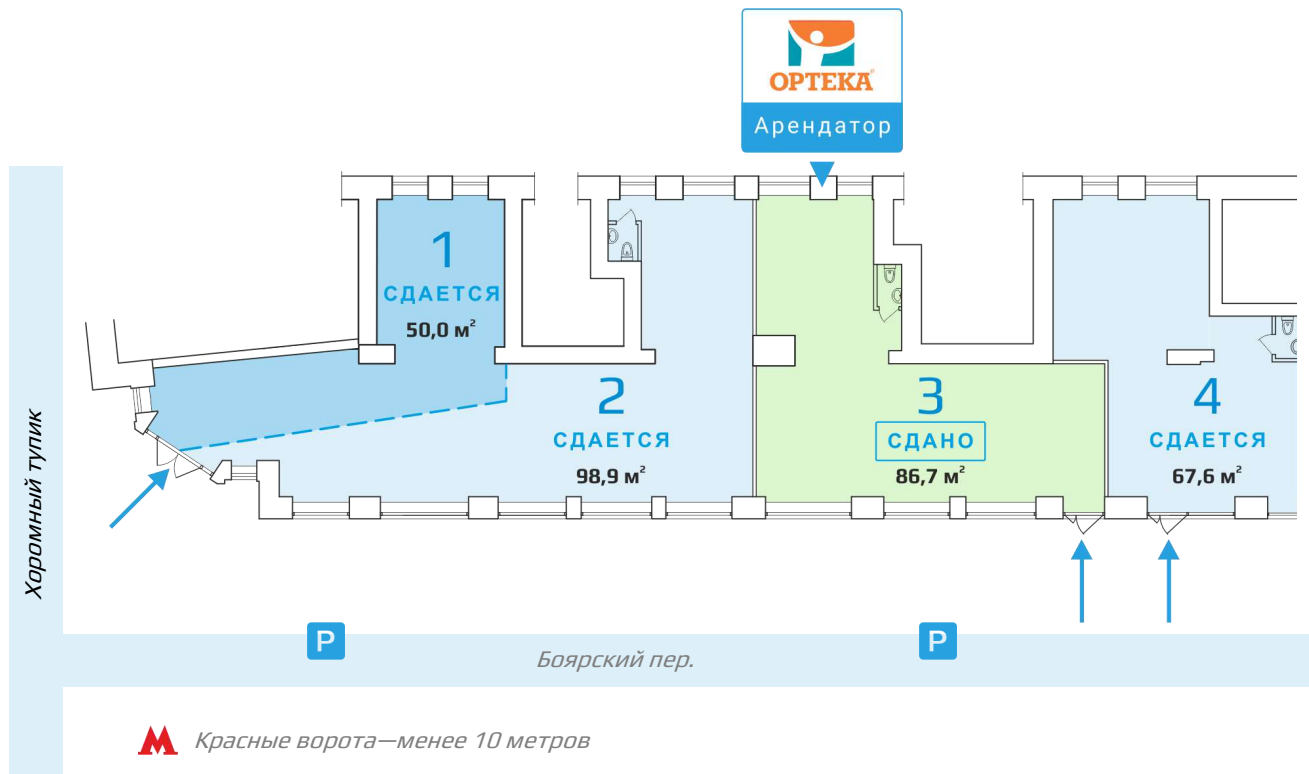 ОРТЕКА
Арендатор
1
СДАЕТСЯ
50,0 м²
2
СДАЕТСЯ
98,9 м²
3
СДАНО
86,7 м²
4
СДАЕТСЯ
67,6 м²
Хоромный тупик
P
P
Боярский пер.
М Красные ворота—менее 10 метров